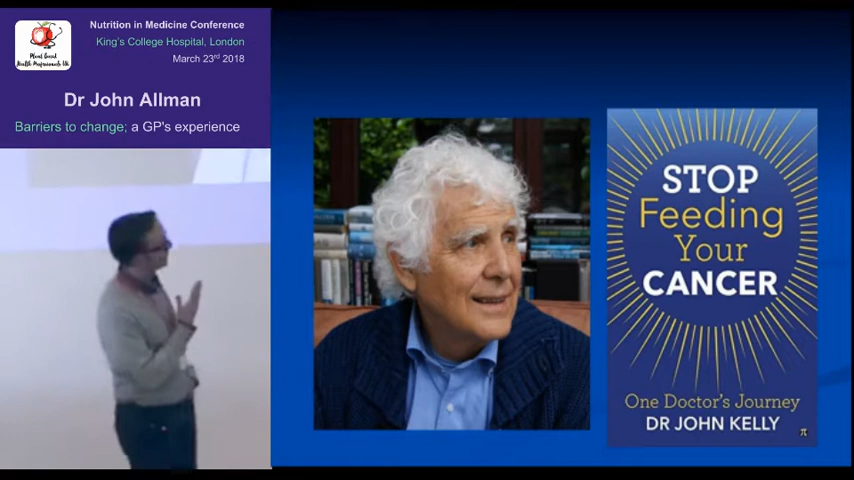 Nutrition in Medicine Conference
King's College Hospital, London
March 23rd 2018
Plant Based
Health Professionals UK
Dr John Allman
Barriers to change; a GP's experience
STOP
Feeding
Your
CANCER
One Doctor's Journey
DR JOHN KELLY
π